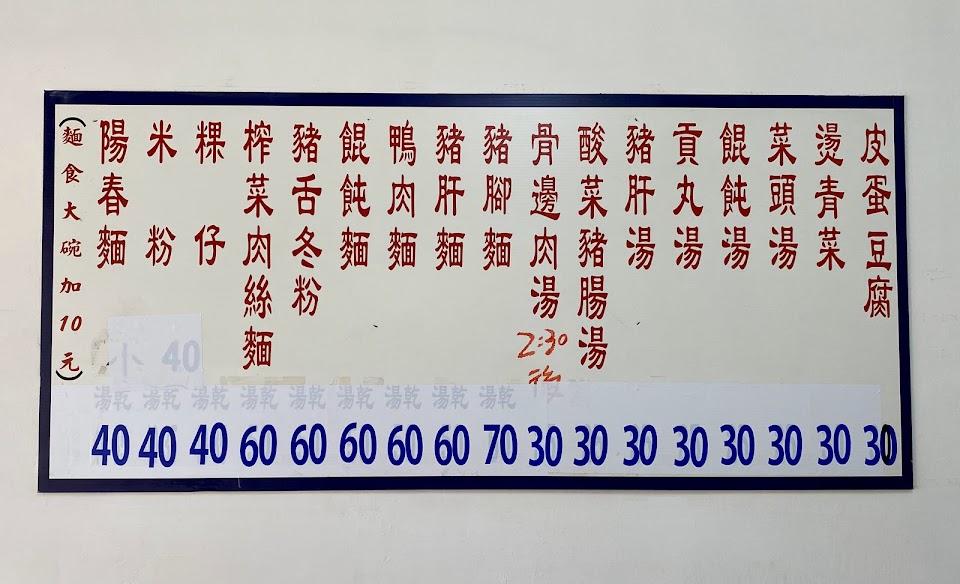 (麵食大碗加10元)
陽春麵
米粉
粿仔
榨菜肉絲麵
豬舌冬粉
餛飩麵
鴨肉麵
豬肝麵
豬腳麵
骨邊肉湯
2:30
後
酸菜豬腸湯
豬肝湯
貢丸湯
餛飩湯
菜頭湯
燙青菜
皮蛋豆腐
小 40
湯乾 湯乾 湯乾 湯乾 湯乾 湯乾 湯乾 湯乾 湯乾
40 40 40 60 60 60 60 60 70 30 30 30 30 30 30 30 30